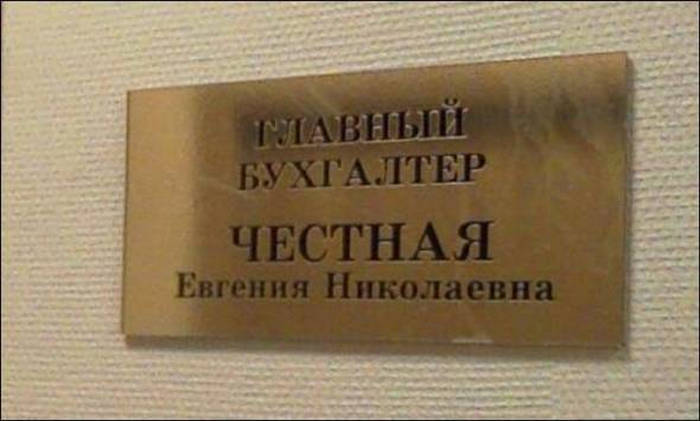 ГЛАВНЫЙ
БУХГАЛТЕР
ЧЕСТНАЯ
Евгения Николаевна